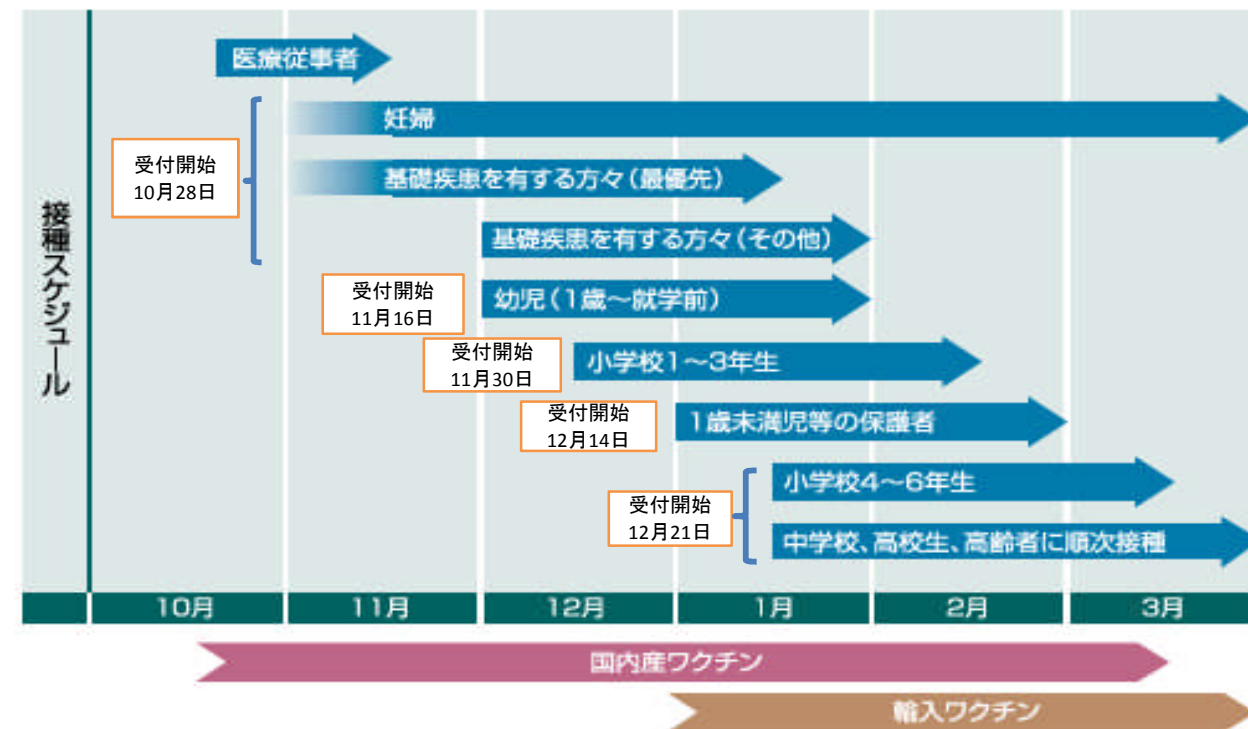 接種スケジュール
医療従事者
妊婦
受付開始
10月28日
基礎疾患を有する方々(最優先)
基礎疾患を有する方々(その他)
受付開始
11月16日
幼児(1歳〜就学前)
受付開始
11月30日
小学校1〜3年生
受付開始
12月14日
1歳未満児等の保護者
受付開始
12月21日
小学校4〜6年生
中学校、高校生、高齢者に順次接種
10月 11月 12月 1月 2月 3月
国内産ワクチン
輸入ワクチン